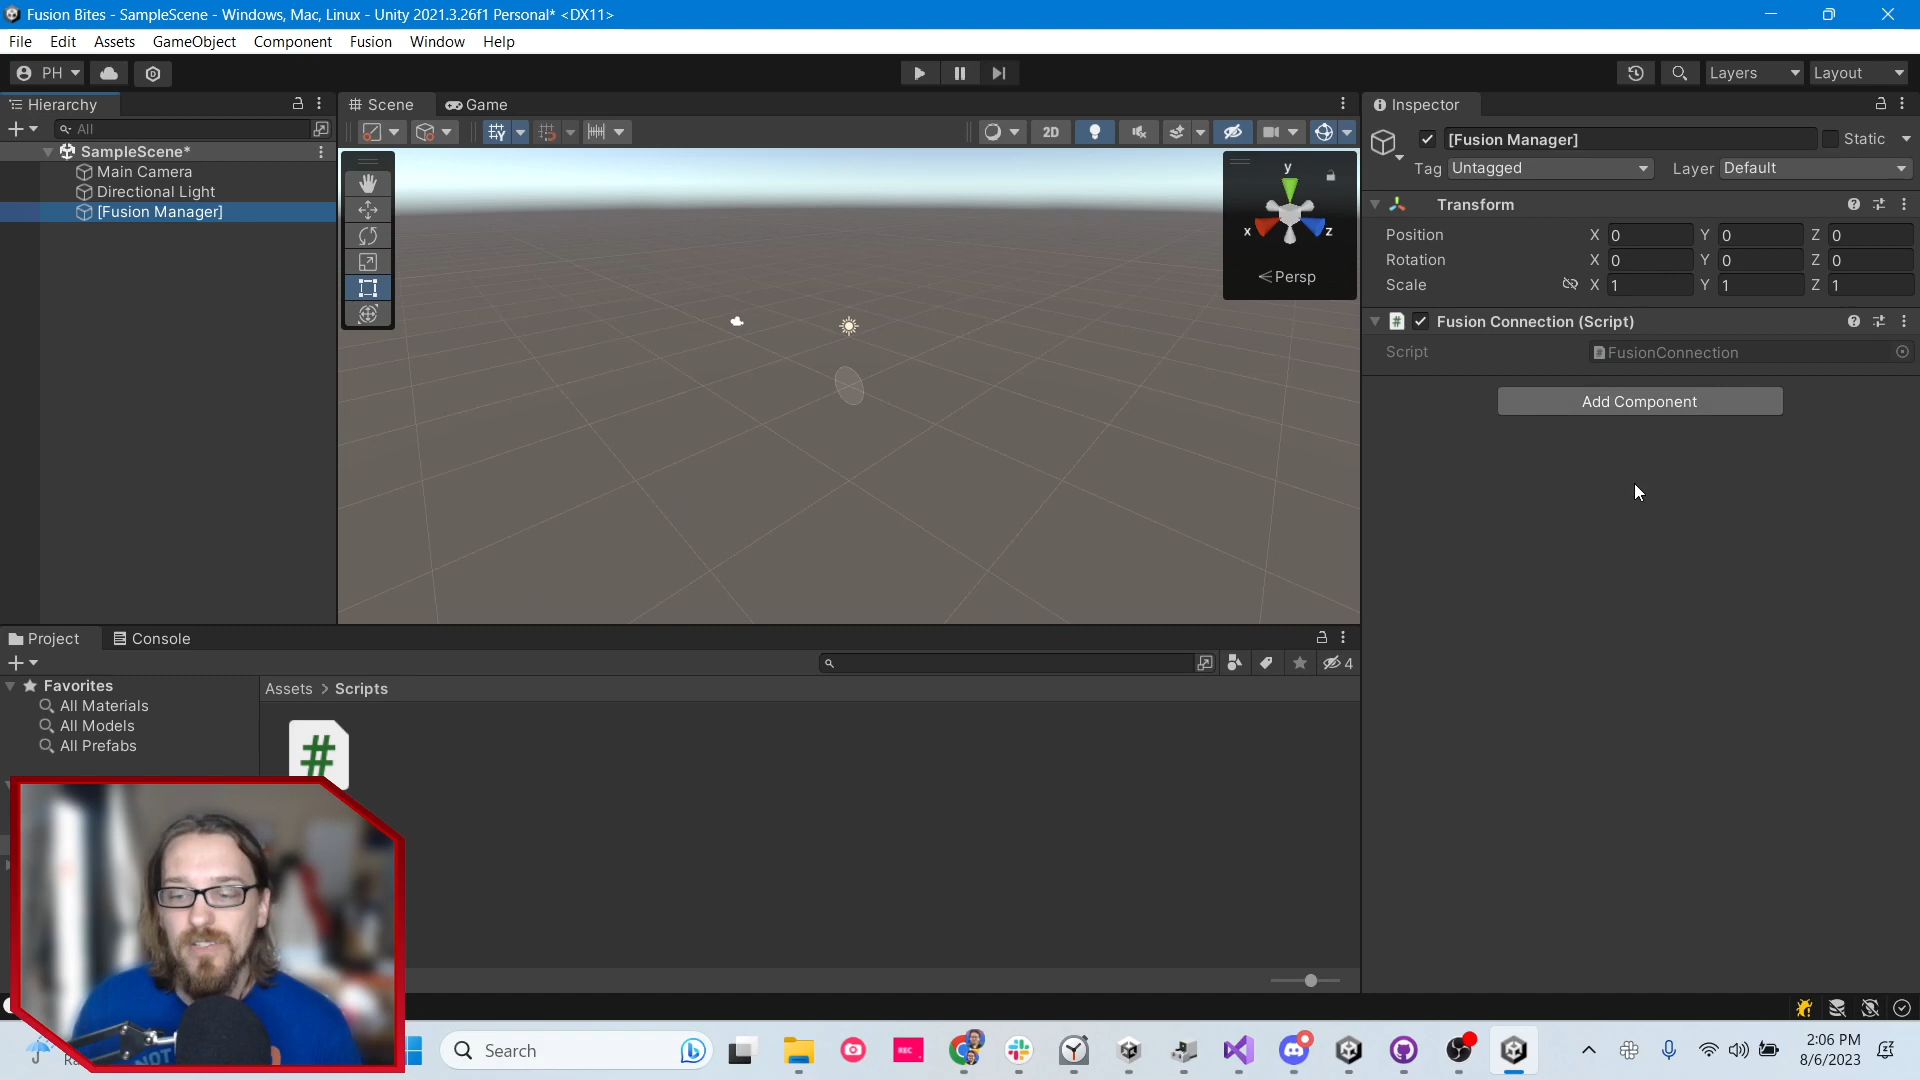 Fusion Bites - SampleScene - Windows, Mac, Linux - Unity 2021.3.26f1 Personal* <DX11>
File Edit Assets GameObject Component Fusion Window Help
PH
Layers
Layout
Hierarchy
All
SampleScene*
Main Camera
Directional Light
[Fusion Manager]
Scene
Game
2D
y
x
z
Persp
Inspector
[Fusion Manager]
Static
Tag Untagged
Layer Default
Transform
Position X 0 Y 0 Z 0
Rotation X 0 Y 0 Z 0
Scale X 1 Y 1 Z 1
Fusion Connection (Script)
Script FusionConnection
Add Component
Project
Console
4
Favorites
All Materials
All Models
All Prefabs
Assets > Scripts
#
NOT
Search
REC
2:06 PM
8/6/2023